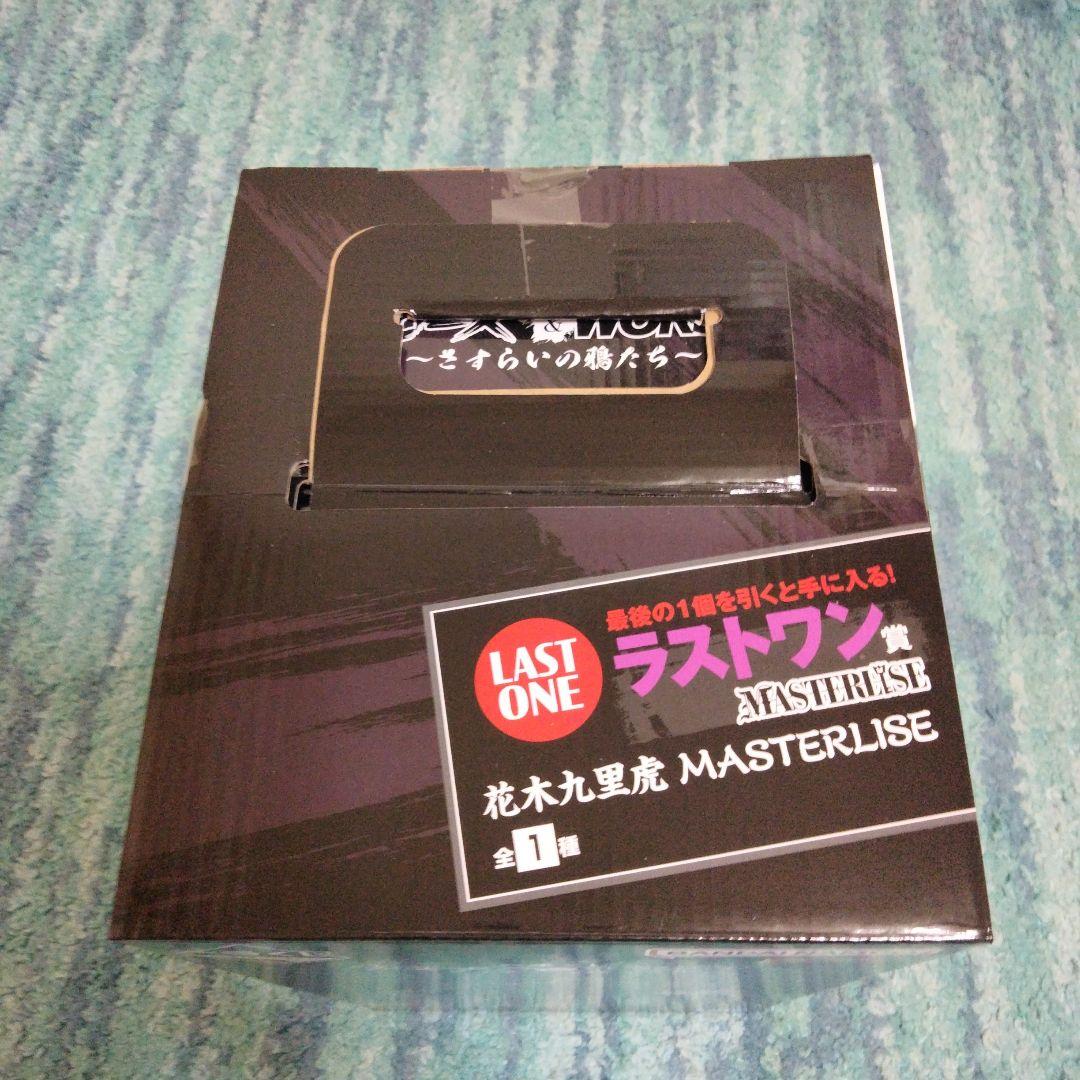 ～さすらいの鴉たち～
最後の1個を引くと手に入る!
LAST ONE
ラストワン賞
MASTERLISE
花木九里虎 MASTERLISE
全1種